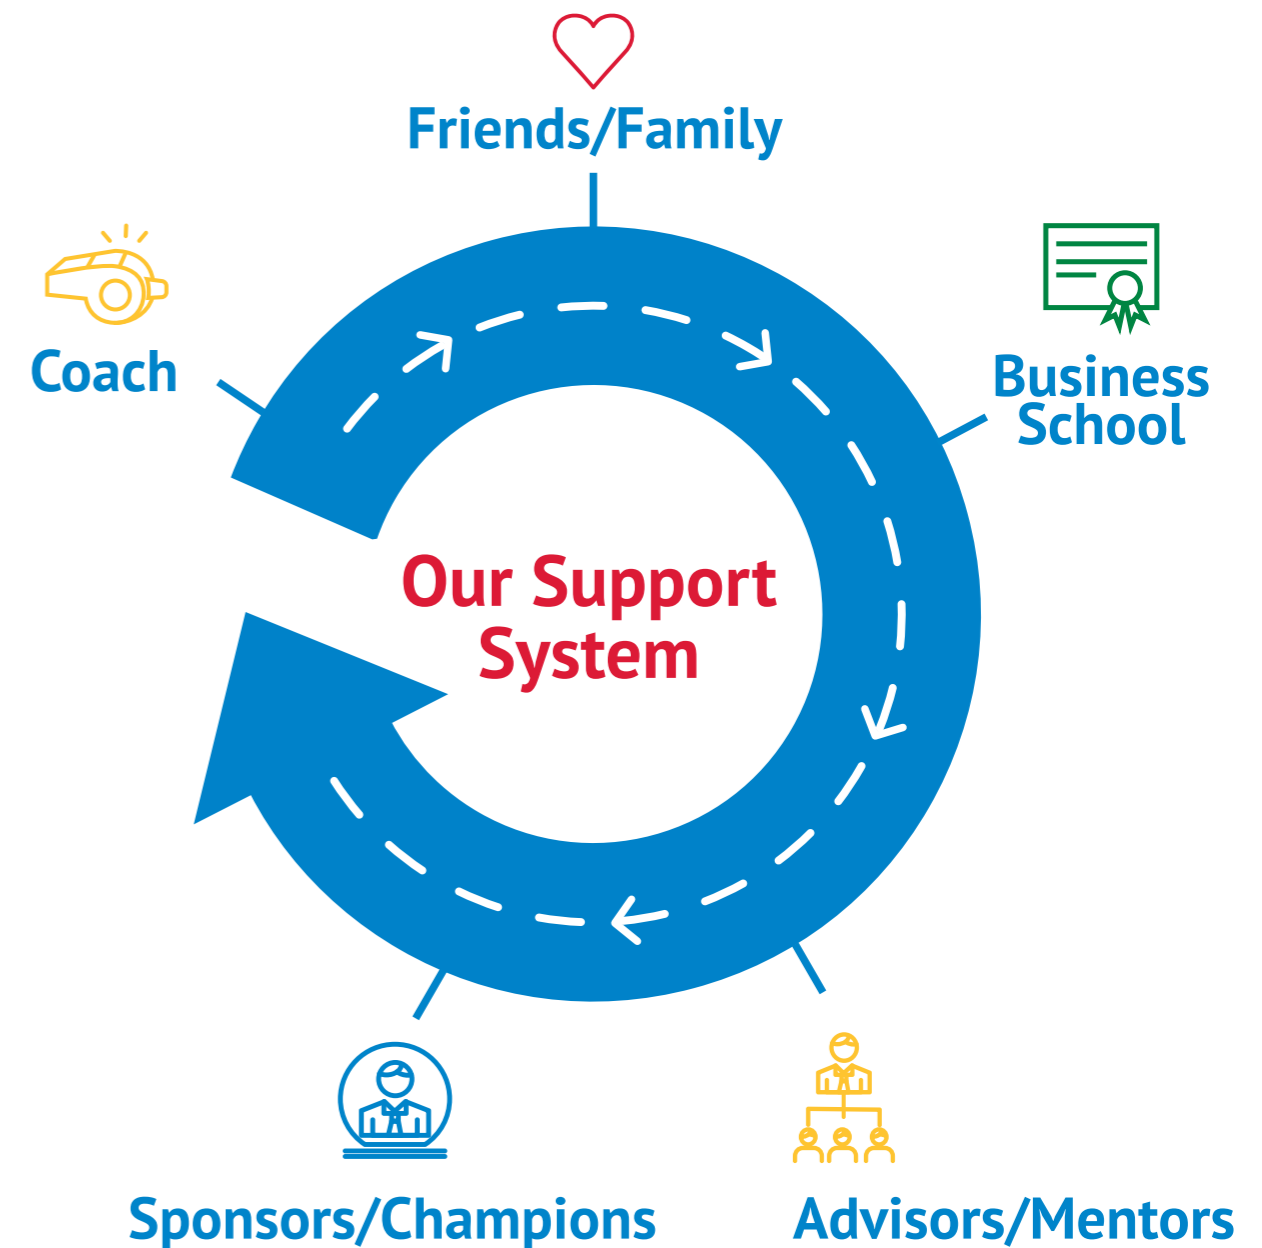 Friends/Family
Coach
Business
School
Our Support
System
Sponsors/Champions
Advisors/Mentors